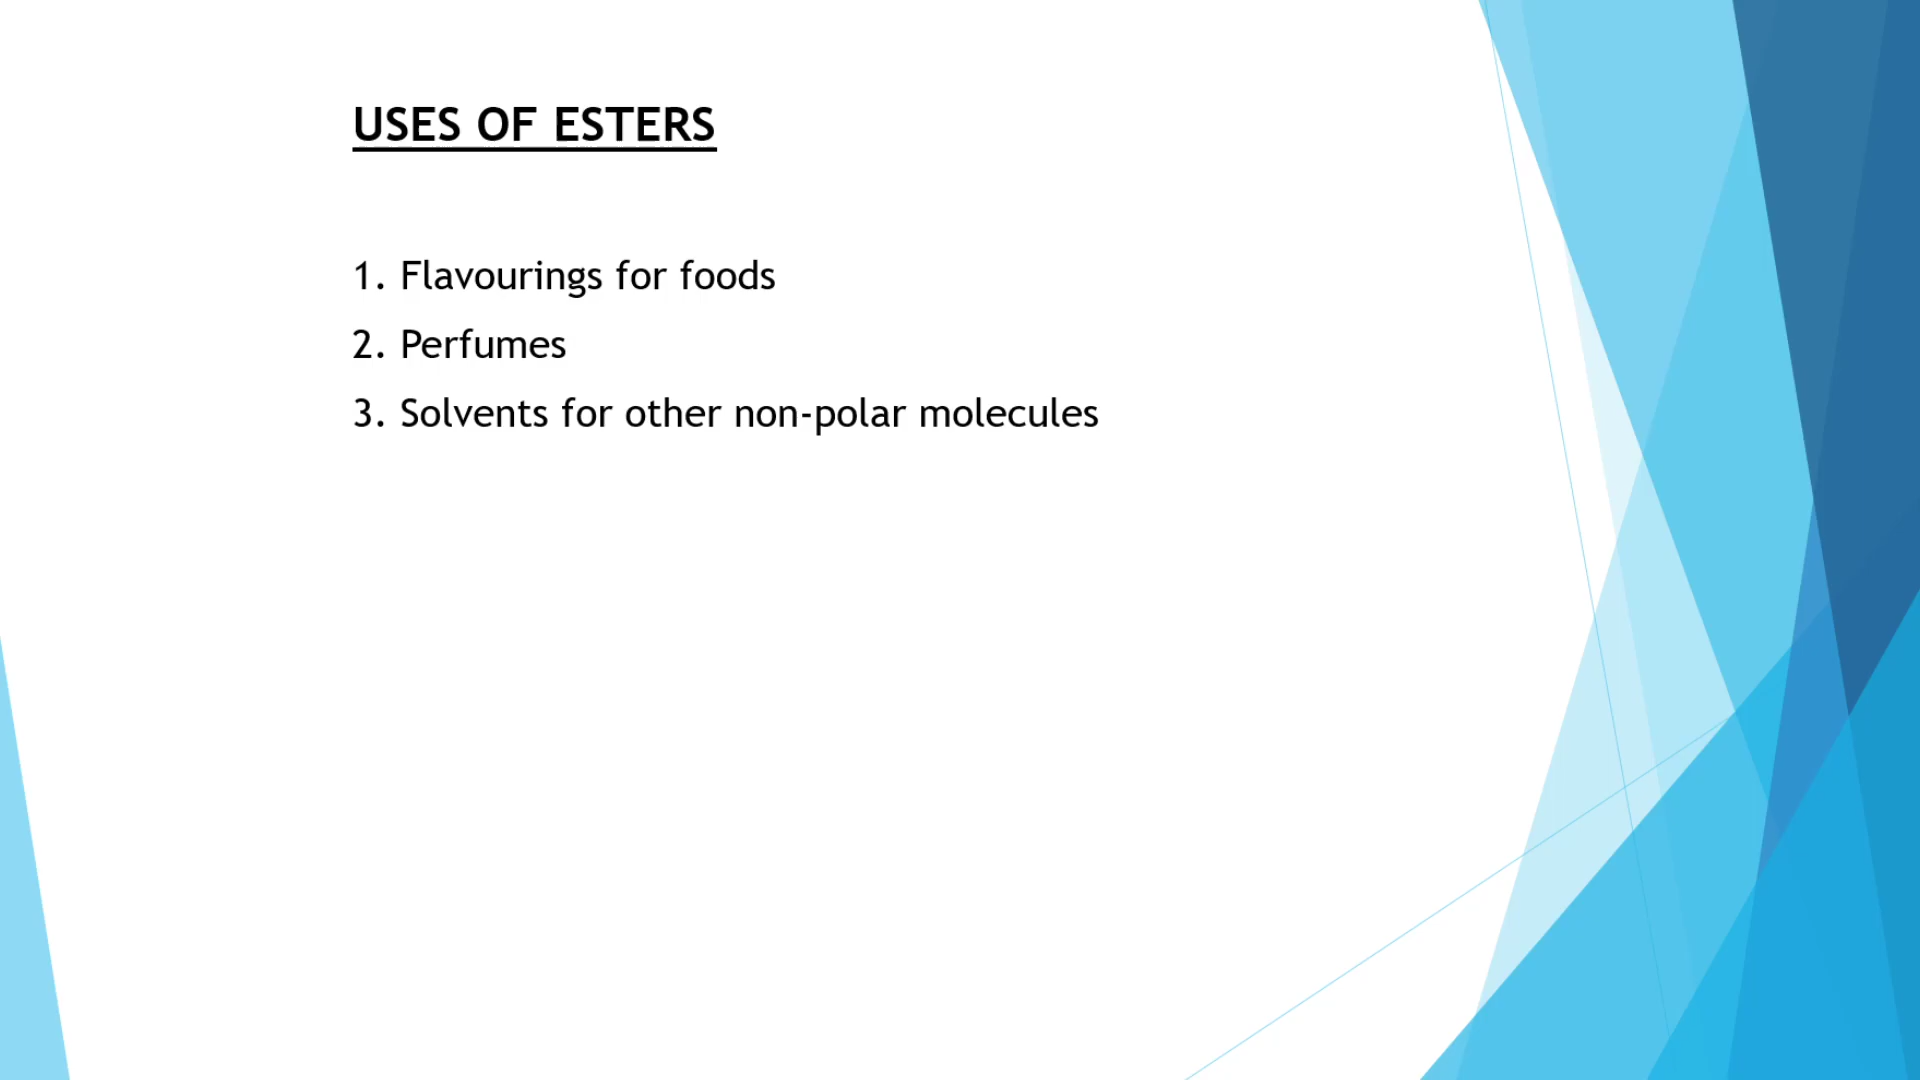 USES OF ESTERS
1. Flavourings for foods
2. Perfumes
3. Solvents for other non-polar molecules